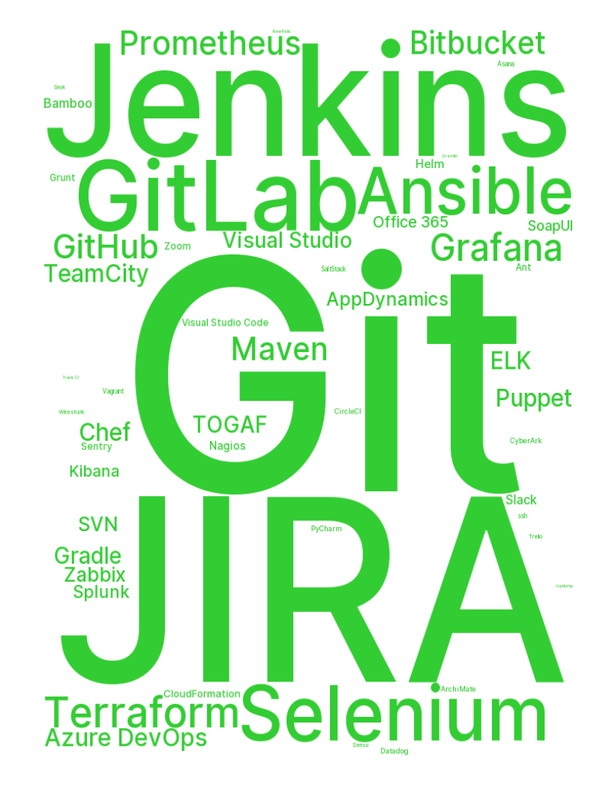 Prometheus
Bitbucket
Jenkins
Asana
Bamboo
Helm
Grunt
GitLab
Ansible
Office 365
SoapUI
GitHub
Zoom
Visual Studio
Grafana
TeamCity
SaltStack
Ant
AppDynamics
Git
Visual Studio Code
Maven
ELK
Vagrant
Puppet
Wireshark
CircleCI
TOGAF
Chef
Sentry
Nagios
CyberArk
Kibana
Slack
JIRA
SVN
ssh
PyCharm
Trello
Gradle
Zabbix
Splunk
CloudFormation
ArchiMate
Terraform
Selenium
Azure DevOps
Datadog